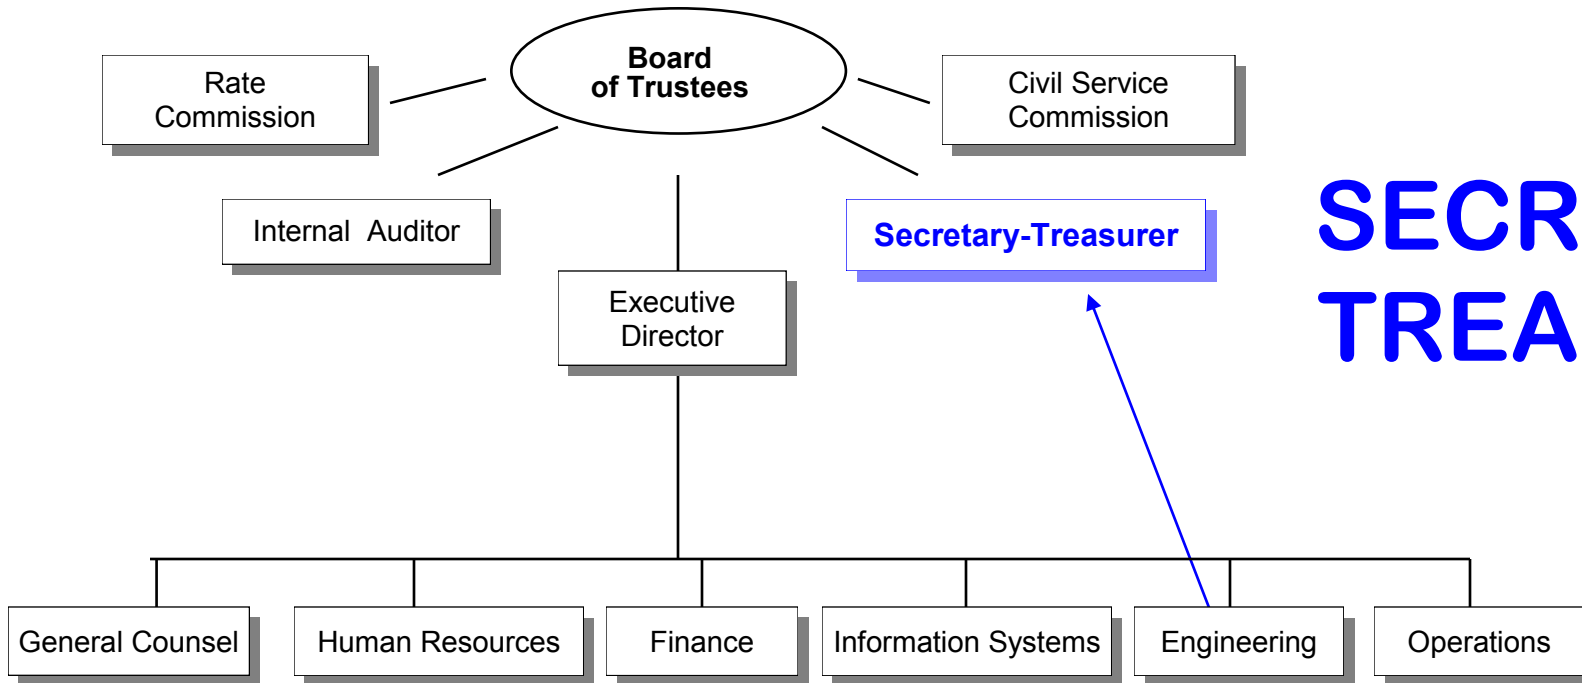 Board
of Trustees
Rate
Commission
Civil Service
Commission
Internal Auditor
Secretary-Treasurer
SECR
TREA
Executive
Director
General Counsel
Human Resources
Finance
Information Systems
Engineering
Operations